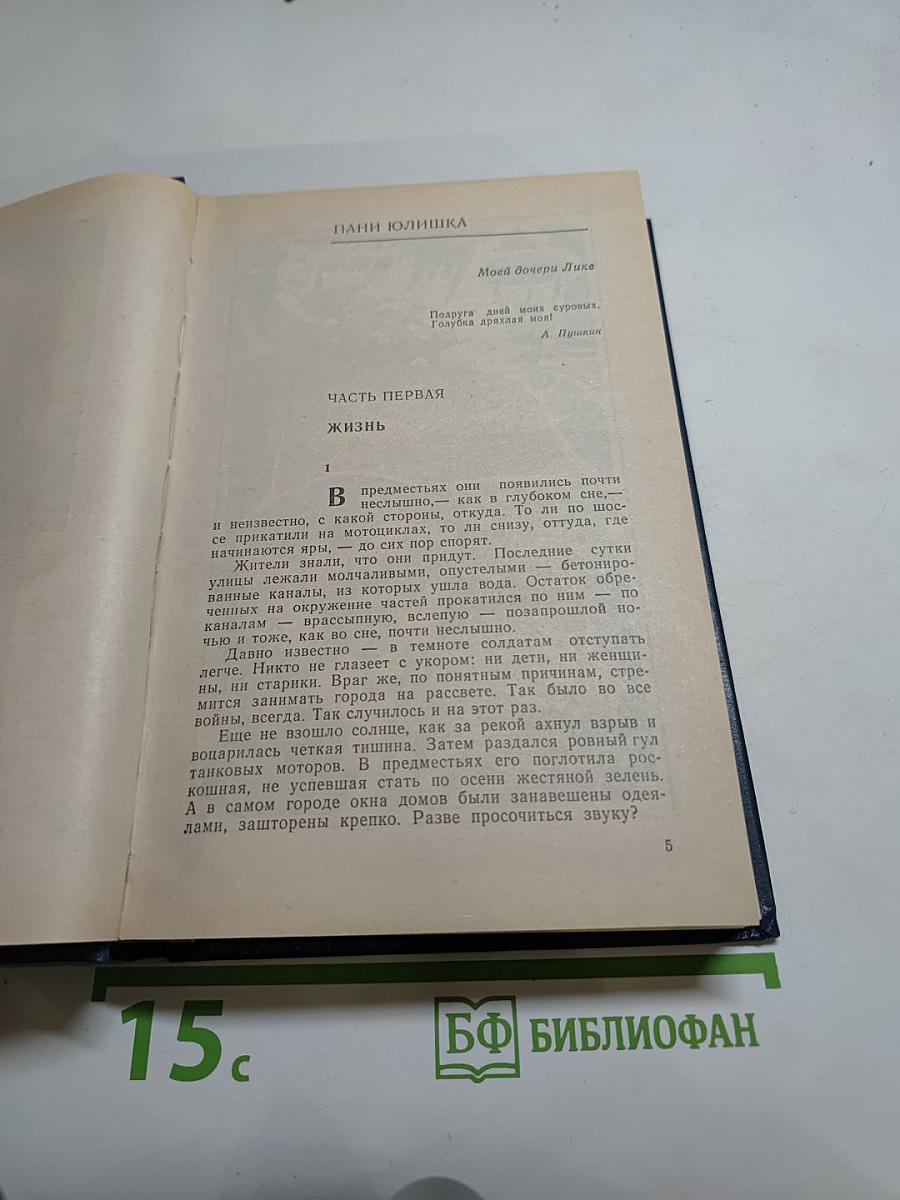 ПАНИ ЮЛИШКА
Моей дочери Лике
Подруга дней моих суровых,
Голубка дряхлая моя!
А. Пушкин
ЧАСТЬ ПЕРВАЯ
ЖИЗНЬ
1
В предместьях они появились почти
неслышно,— как в глубоком сне,—
и неизвестно, с какой стороны, откуда. То ли по шос-
се прикатили на мотоциклах, то ли снизу, оттуда, где
начинаются яры, — до сих пор спорят.
Жители знали, что они придут. Последние сутки
улицы лежали молчаливыми, опустелыми — бетониро-
ванные каналы, из которых ушла вода. Остаток обре-
ченных на окружение частей прокатился по ним — по
каналам — врассыпную, вслепую — позапрошлой но-
чью и тоже, как во сне, почти неслышно.
Давно известно — в темноте солдатам отступать
легче. Никто не глазеет с укором: ни дети, ни женщи-
ны, ни старики. Враг же, по понятным причинам, стре-
мится занимать города на рассвете. Так было во все
войны, всегда. Так случилось и на этот раз.
Еще не взошло солнце, как за рекой ахнул взрыв и
воцарилась четкая тишина. Затем раздался ровный гул
танковых моторов. В предместьях его поглотила рос-
кошная, не успевшая стать по осени жестяной зелень.
А в самом городе окна домов были занавешены одея-
лами, зашторены крепко. Разве просочиться звуку?
5
15 с
БФ БИБЛИОФАН